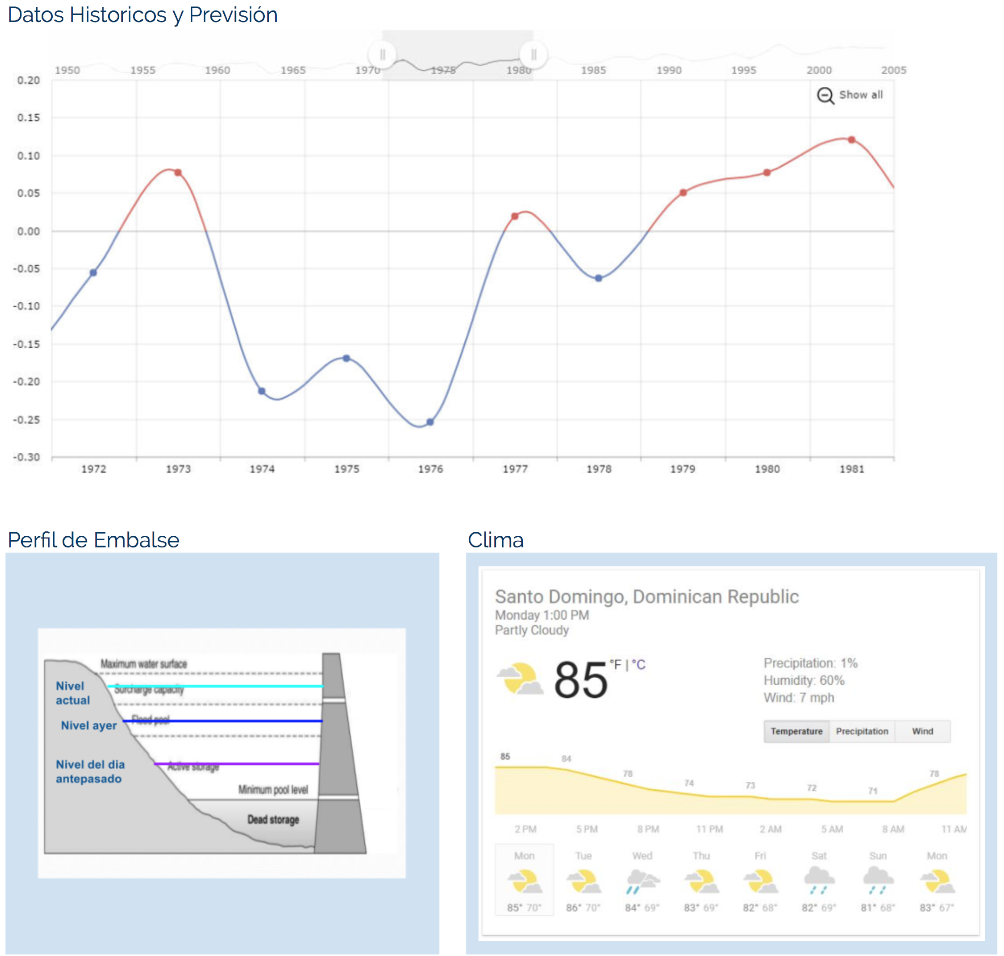 Datos Historicos y Previsión
1950 1955 1960 1965 1970 1975 1980 1985 1990 1995 2000 2005
Show all
0.20
0.15
0.10
0.05
0.00
-0.05
-0.10
-0.15
-0.20
-0.25
-0.30
1972 1973 1974 1975 1976 1977 1978 1979 1980 1981
Perfil de Embalse
Maximum water surface
Nivel
actual
Surcharge capacity
Nivel ayer
Flood pool
Nivel del dia
antepasado
Active storage
Minimum pool level
Dead storage
Clima
Santo Domingo, Dominican Republic
Monday 1:00 PM
Partly Cloudy
85 °F | °C
Precipitation: 1%
Humidity: 60%
Wind: 7 mph
Temperature Precipitation Wind
85 84 78 74 73 72 71 78
2 PM 5 PM 8 PM 11 PM 2 AM 5 AM 8 AM 11 AM
Mon Tue Wed Thu Fri Sat Sun Mon
85° 70° 86° 70° 84° 69° 83° 69° 82° 68° 82° 69° 81° 68° 83° 67°